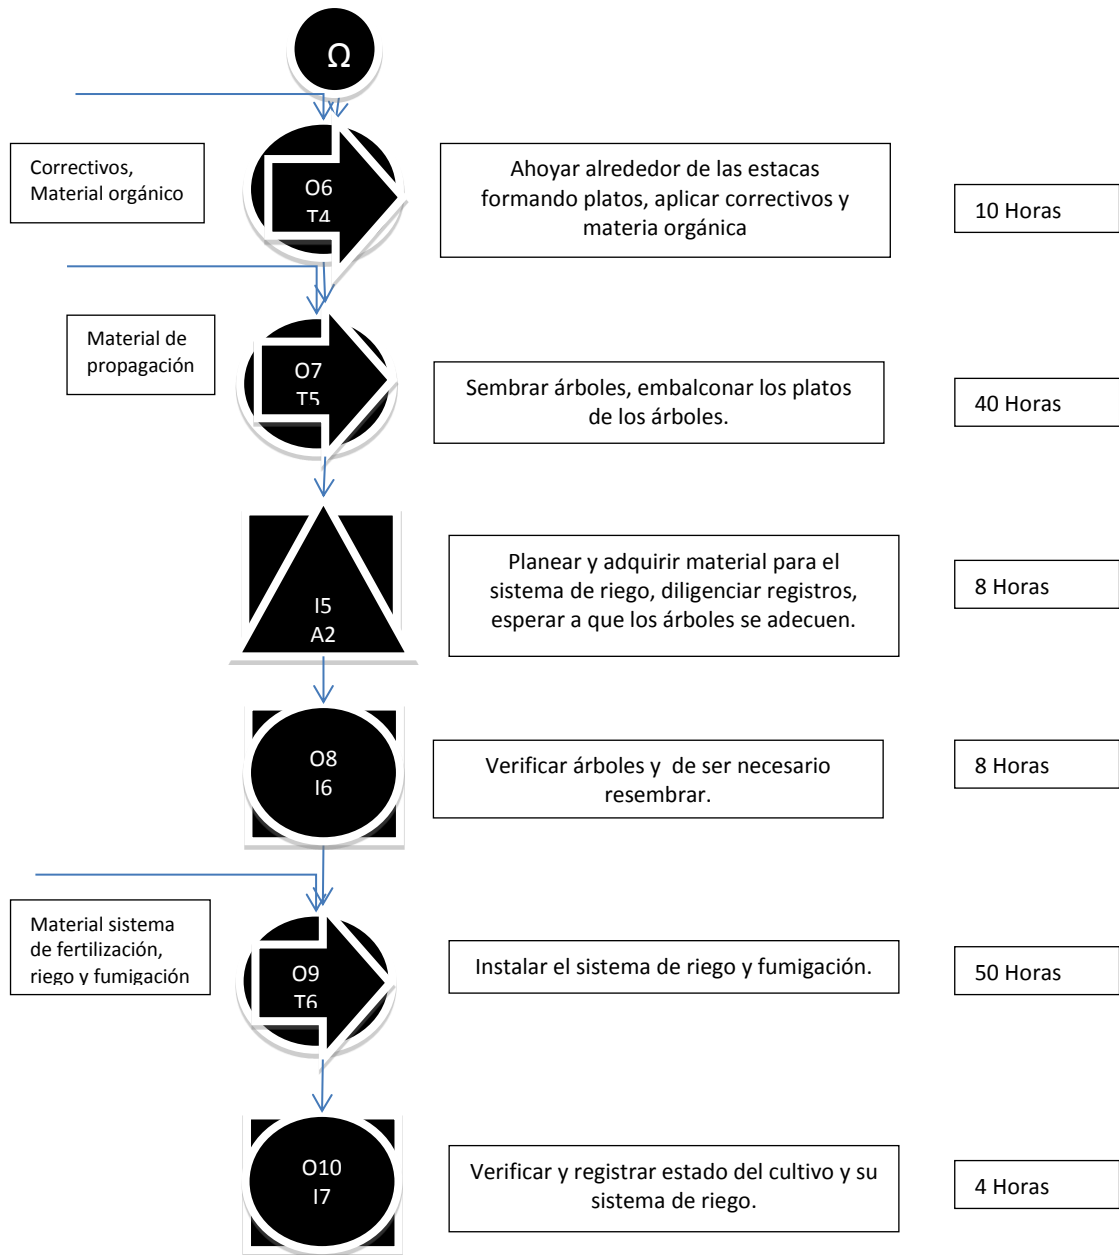 Ω
Correctivos,
Material orgánico
O6
T4
Ahoyar alrededor de las estacas
formando platos, aplicar correctivos y
materia orgánica
10 Horas
Material de
propagación
O7
T5
Sembrar árboles, embalconar los platos
de los árboles.
40 Horas
I5
A2
Planear y adquirir material para el
sistema de riego, diligenciar registros,
esperar a que los árboles se adecuen.
8 Horas
O8
I6
Verificar árboles y  de ser necesario
resembrar.
8 Horas
Material sistema
de fertilización,
riego y fumigación
O9
T6
Instalar el sistema de riego y fumigación.
50 Horas
O10
I7
Verificar y registrar estado del cultivo y su
sistema de riego.
4 Horas